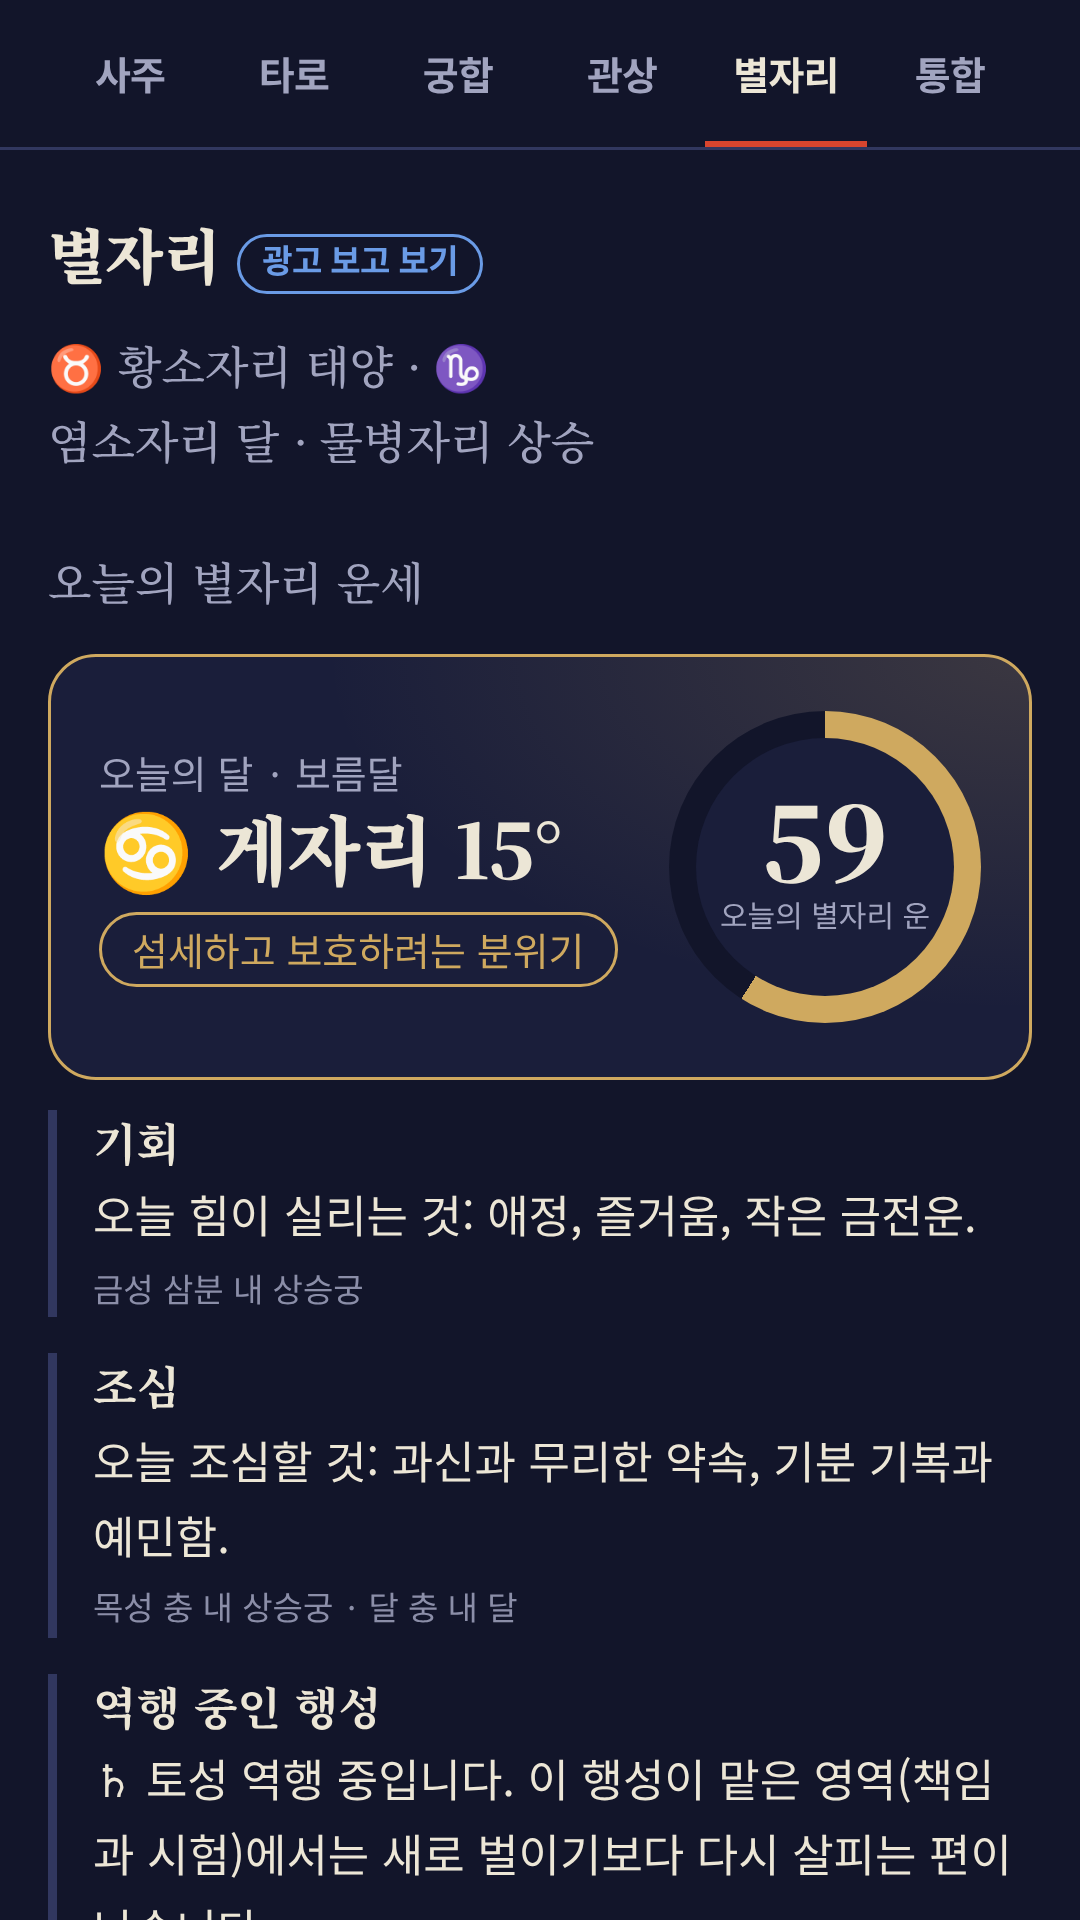 사주 타로 궁합 관상 별자리 통합
별자리 광고 보고 보기
♉ 황소자리 태양 · ♑
염소자리 달 · 물병자리 상승
오늘의 별자리 운세
오늘의 달 · 보름달
♋ 게자리 15°
섬세하고 보호하려는 분위기
59
오늘의 별자리 운
기회
오늘 힘이 실리는 것: 애정, 즐거움, 작은 금전운.
금성 삼분 내 상승궁
조심
오늘 조심할 것: 과신과 무리한 약속, 기분 기복과
예민함.
목성 충 내 상승궁 · 달 충 내 달
역행 중인 행성
♄ 토성 역행 중입니다. 이 행성이 맡은 영역(책임
과 시험)에서는 새로 벌이기보다 다시 살피는 편이